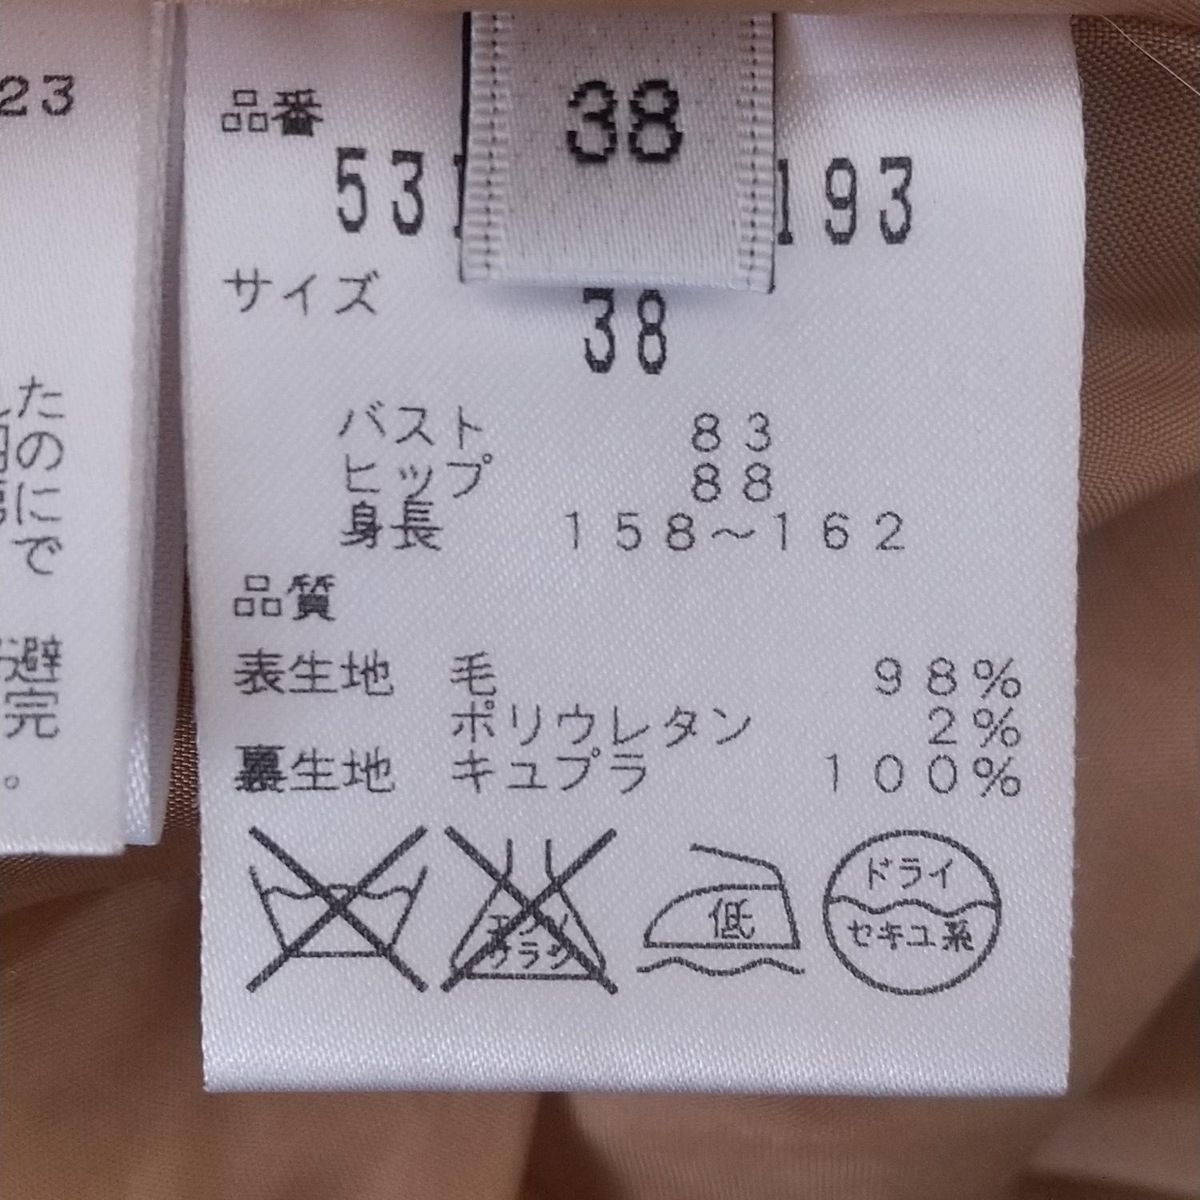 23
38
品番
53
193
サイズ
38
バスト 83
ヒップ 88
身長 158～162
品質
表生地 毛 98%
ポリウレタン 2%
裏生地 キュプラ 100%
低
ドライ
セキユ系
た
の
に
で
避
完
。